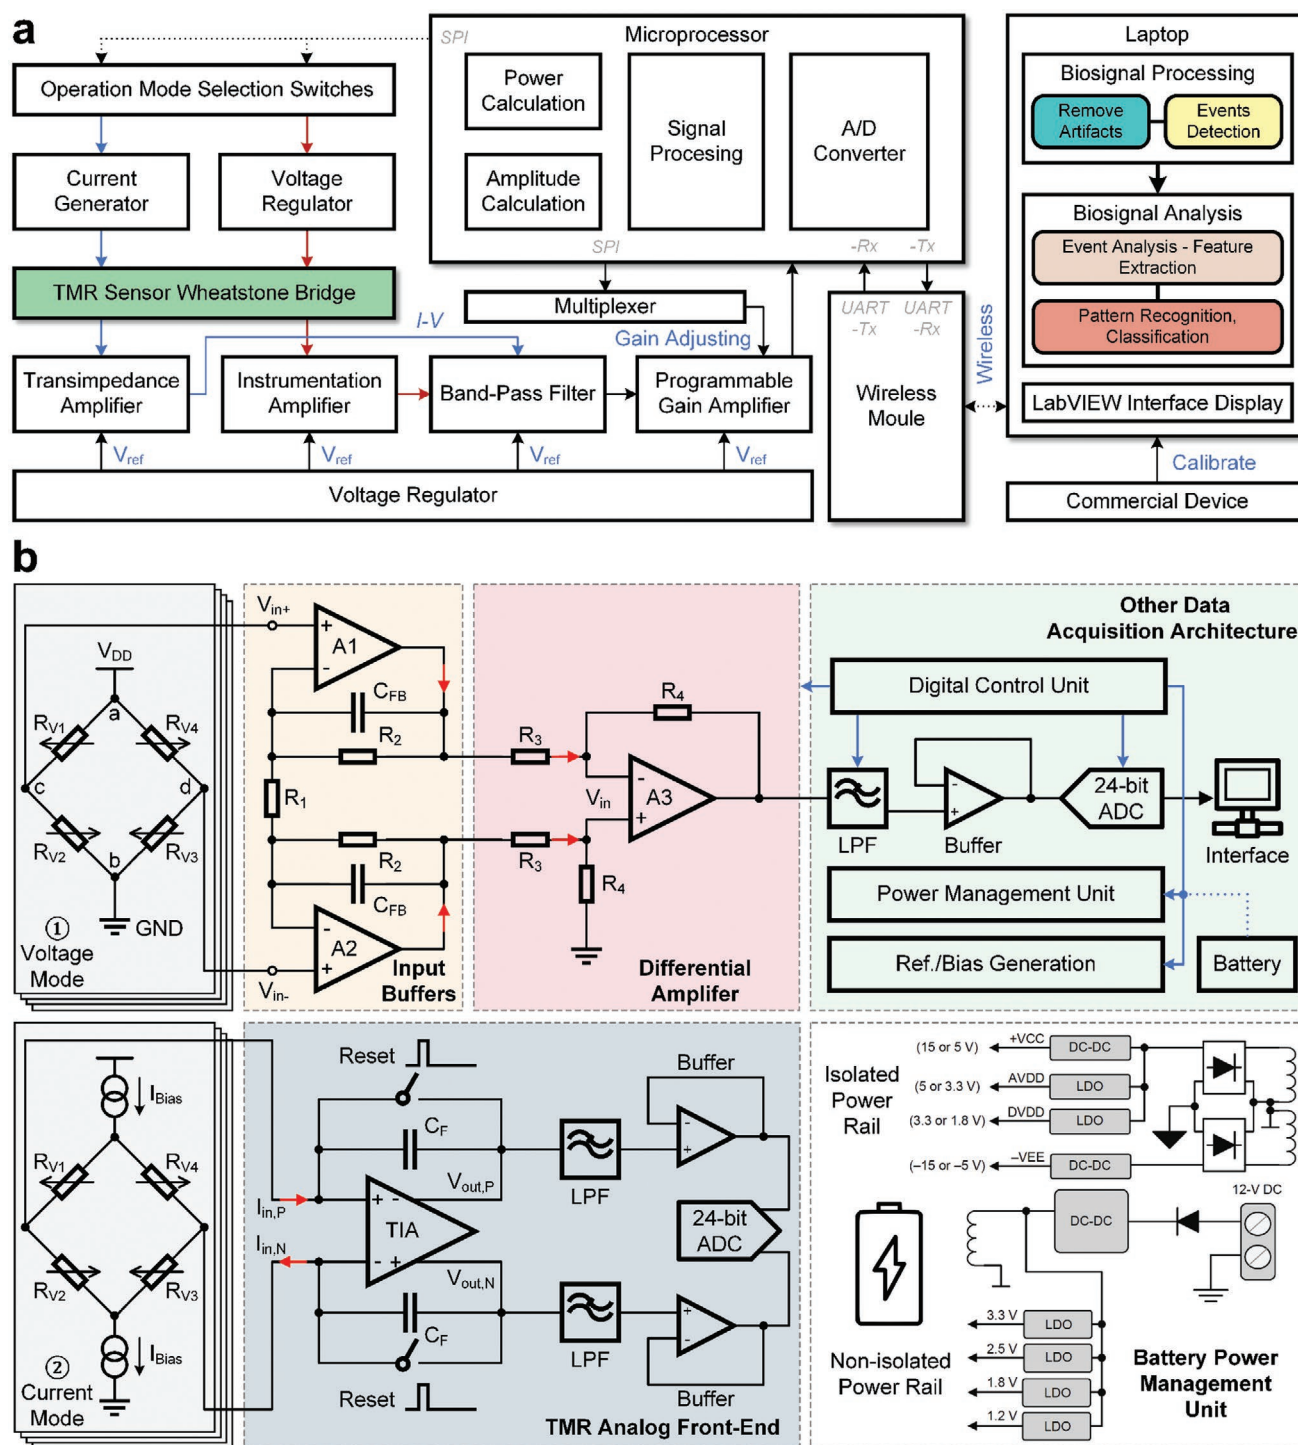 a
SPI
Microprocessor
Laptop
Operation Mode Selection Switches
Power
Calculation
Signal
Procesing
A/D
Converter
Biosignal Processing
Remove
Artifacts
Events
Detection
Current
Generator
Voltage
Regulator
Amplitude
Calculation
Biosignal Analysis
SPI
-Rx
-Tx
Event Analysis - Feature
Extraction
TMR Sensor Wheatstone Bridge
Multiplexer
UART
-Tx
UART
-Rx
Pattern Recognition,
Classification
I-V
Gain Adjusting
Wireless
Transimpedance
Amplifier
Instrumentation
Amplifier
Band-Pass Filter
Programmable
Gain Amplifier
Wireless
Moule
LabVIEW Interface Display
Vref
Vref
Vref
Vref
Calibrate
Voltage Regulator
Commercial Device
b
VDD
a
RV1
RV4
c
d
RV2
b
RV3
GND
①
Voltage
Mode
Vin+
+
A1
-
CFB
R2
R1
R2
CFB
-
A2
+
Vin-
Input
Buffers
R4
R3
-
Vin
A3
+
R3
R4
Differential
Amplifer
Other Data
Acquisition Architecture
Digital Control Unit
-
+
24-bit
ADC
LPF
Buffer
Interface
Power Management Unit
Ref./Bias Generation
Battery
IBias
RV1
RV4
RV2
RV3
IBias
②
Current
Mode
Reset
CF
Iin,P
+ -
Vout,P
TIA
Iin,N
- +
Vout,N
CF
Reset
LPF
LPF
Buffer
-
+
24-bit
ADC
+
-
Buffer
TMR Analog Front-End
Isolated
Power
Rail
(15 or 5 V)
+VCC
DC-DC
(5 or 3.3 V)
AVDD
LDO
(3.3 or 1.8 V)
DVDD
LDO
(–15 or –5 V)
–VEE
DC-DC
12-V DC
DC-DC
3.3 V
LDO
2.5 V
LDO
1.8 V
LDO
1.2 V
LDO
Non-isolated
Power Rail
Battery Power
Management
Unit